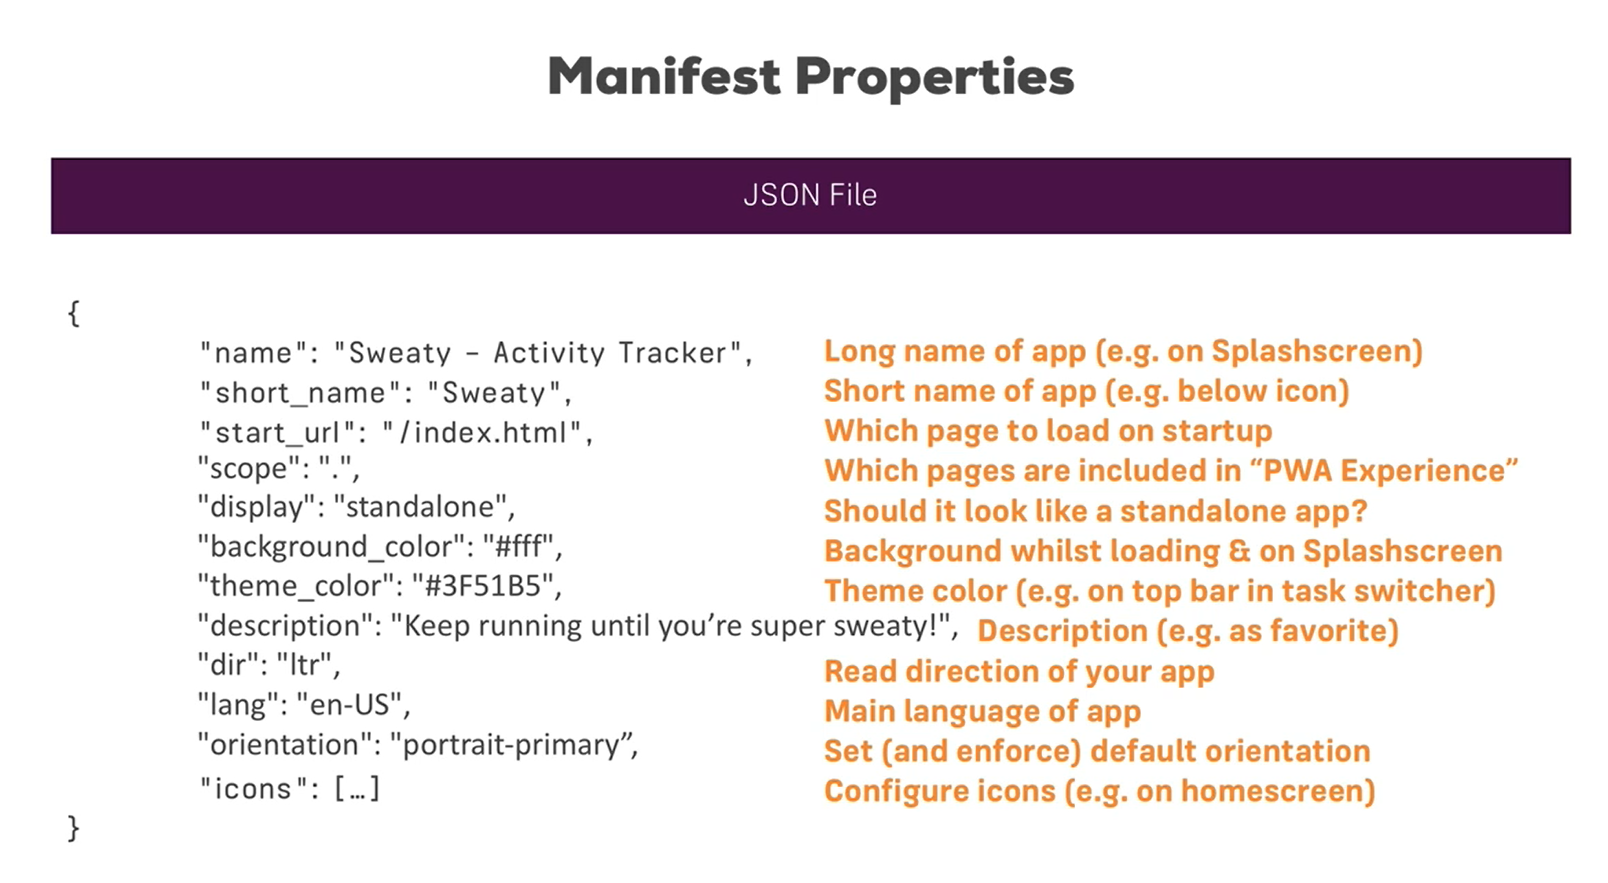 Manifest Properties
JSON File
{
"name": "Sweaty – Activity Tracker", Long name of app (e.g. on Splashscreen)
"short_name": "Sweaty", Short name of app (e.g. below icon)
"start_url": "/index.html", Which page to load on startup
"scope": ".", Which pages are included in “PWA Experience”
"display": "standalone", Should it look like a standalone app?
"background_color": "#fff", Background whilst loading & on Splashscreen
"theme_color": "#3F51B5", Theme color (e.g. on top bar in task switcher)
"description": "Keep running until you’re super sweaty!", Description (e.g. as favorite)
"dir": "ltr", Read direction of your app
"lang": "en-US", Main language of app
"orientation": "portrait-primary”, Set (and enforce) default orientation
"icons": […] Configure icons (e.g. on homescreen)
}